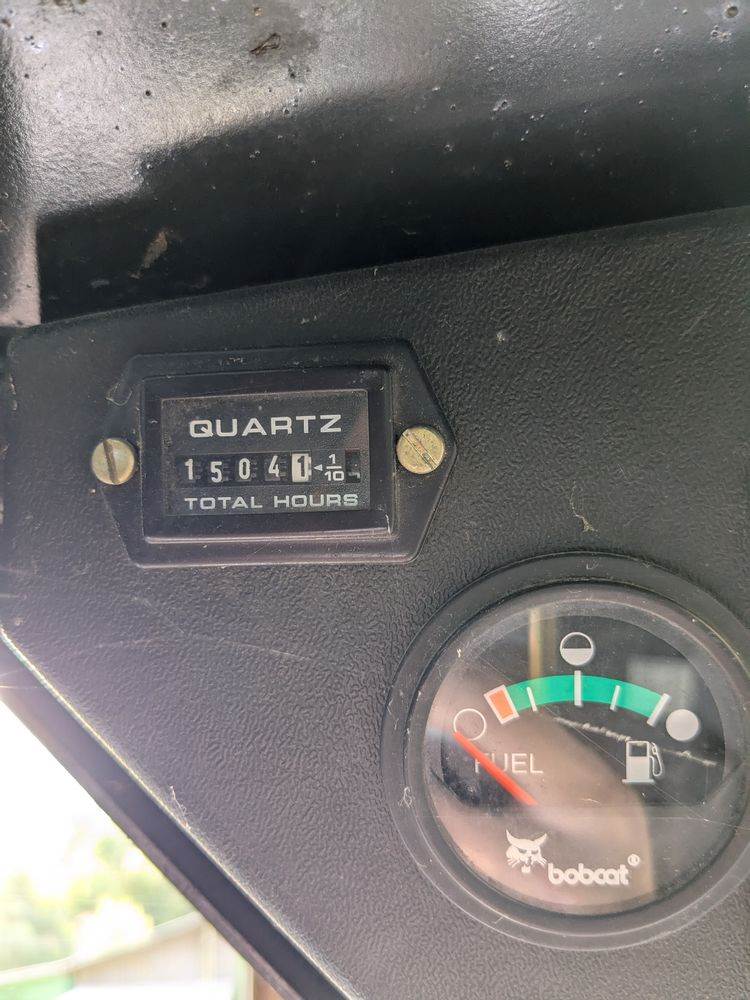 QUARTZ
15041 ◄ 1/10
TOTAL HOURS
FUEL
bobcat®